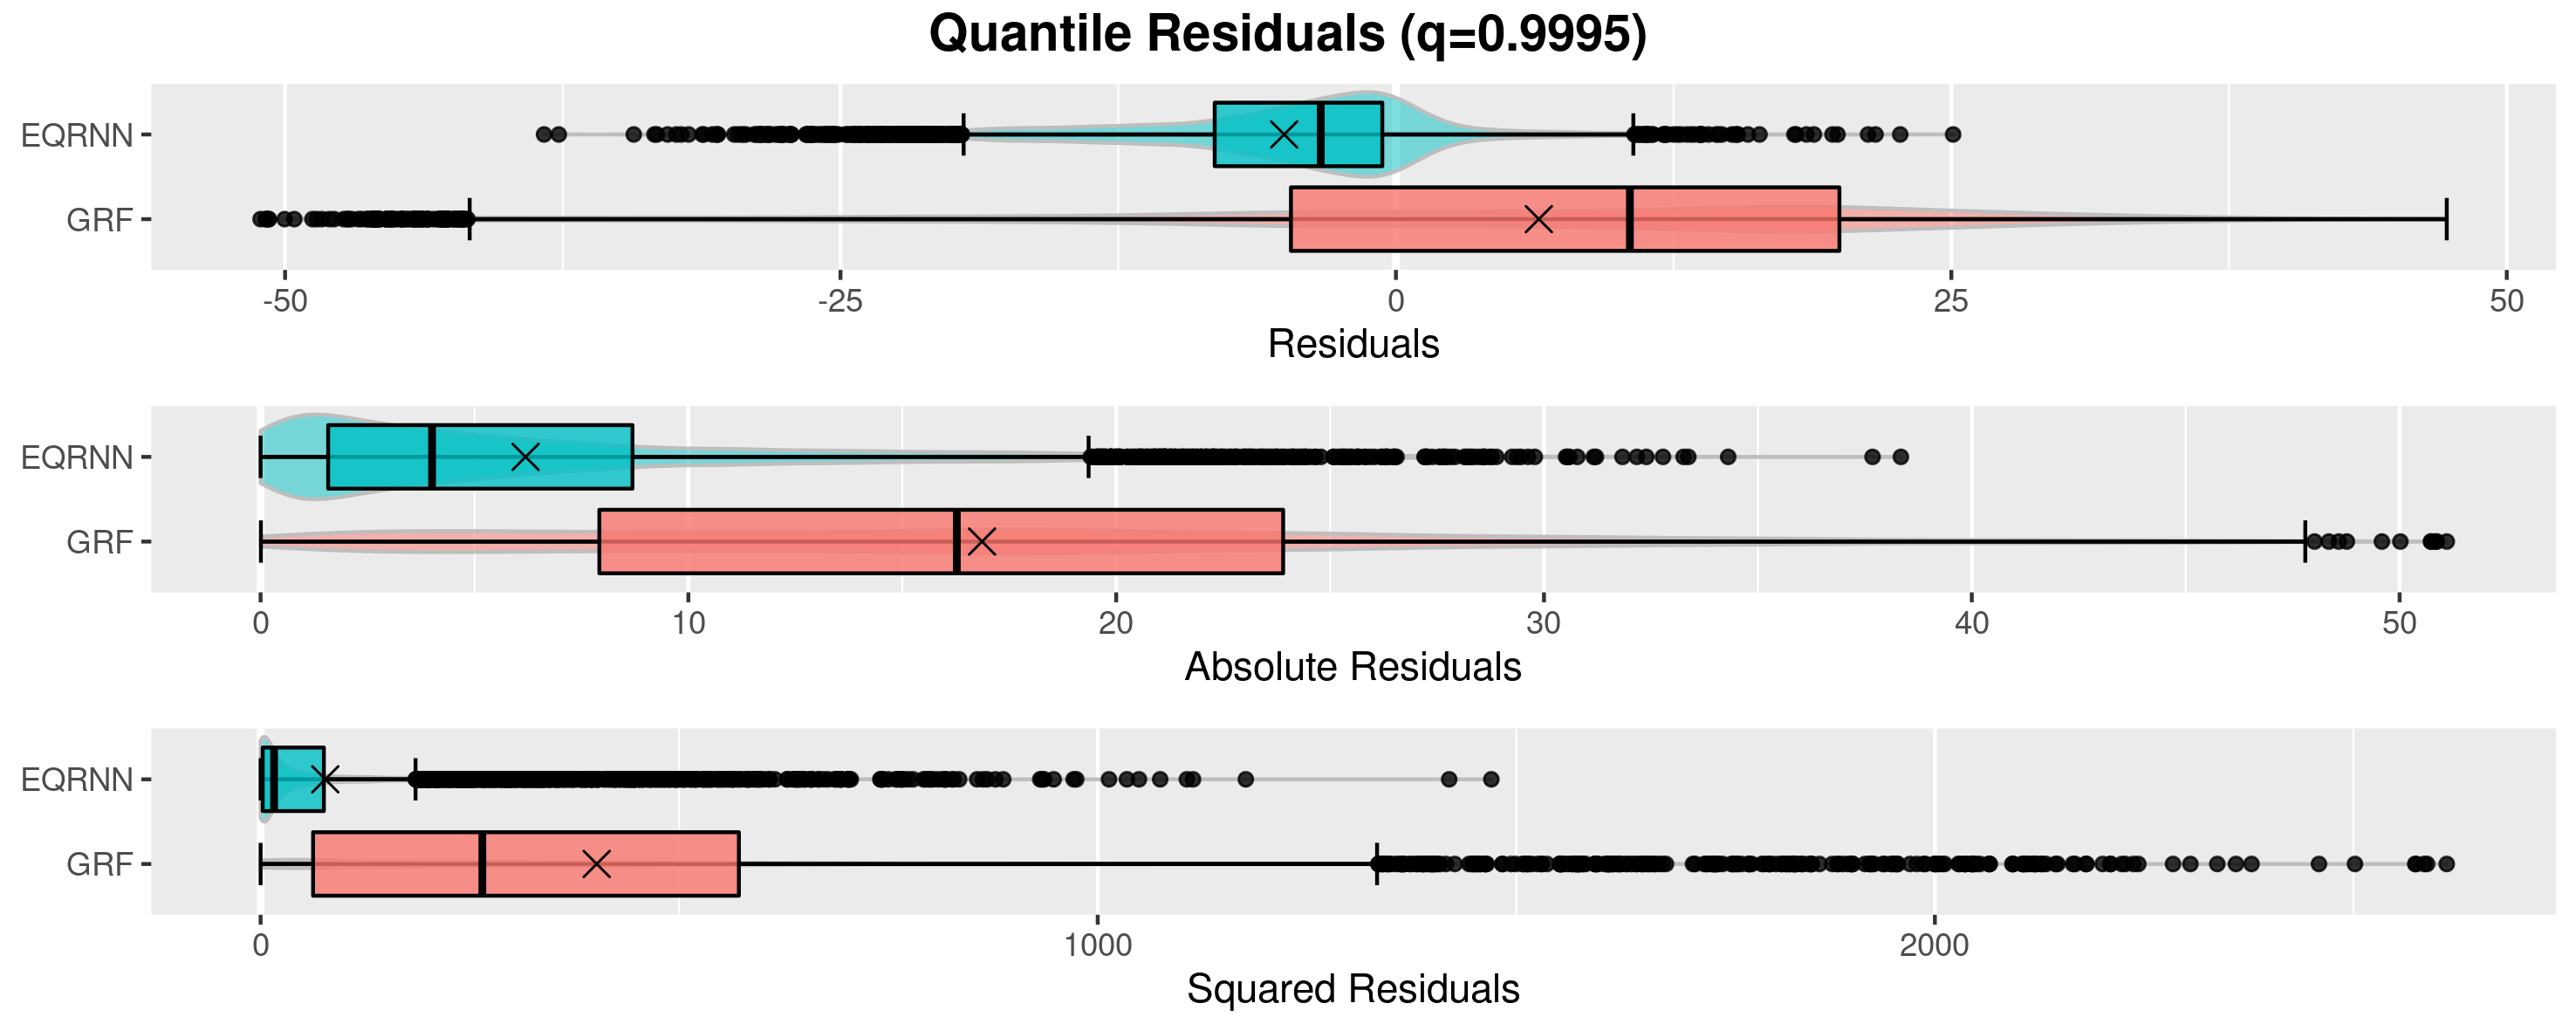 Quantile Residuals (q=0.9995)
EQRNN
GRF
-50 -25 0 25 50
Residuals
EQRNN
GRF
0 10 20 30 40 50
Absolute Residuals
EQRNN
GRF
0 1000 2000
Squared Residuals